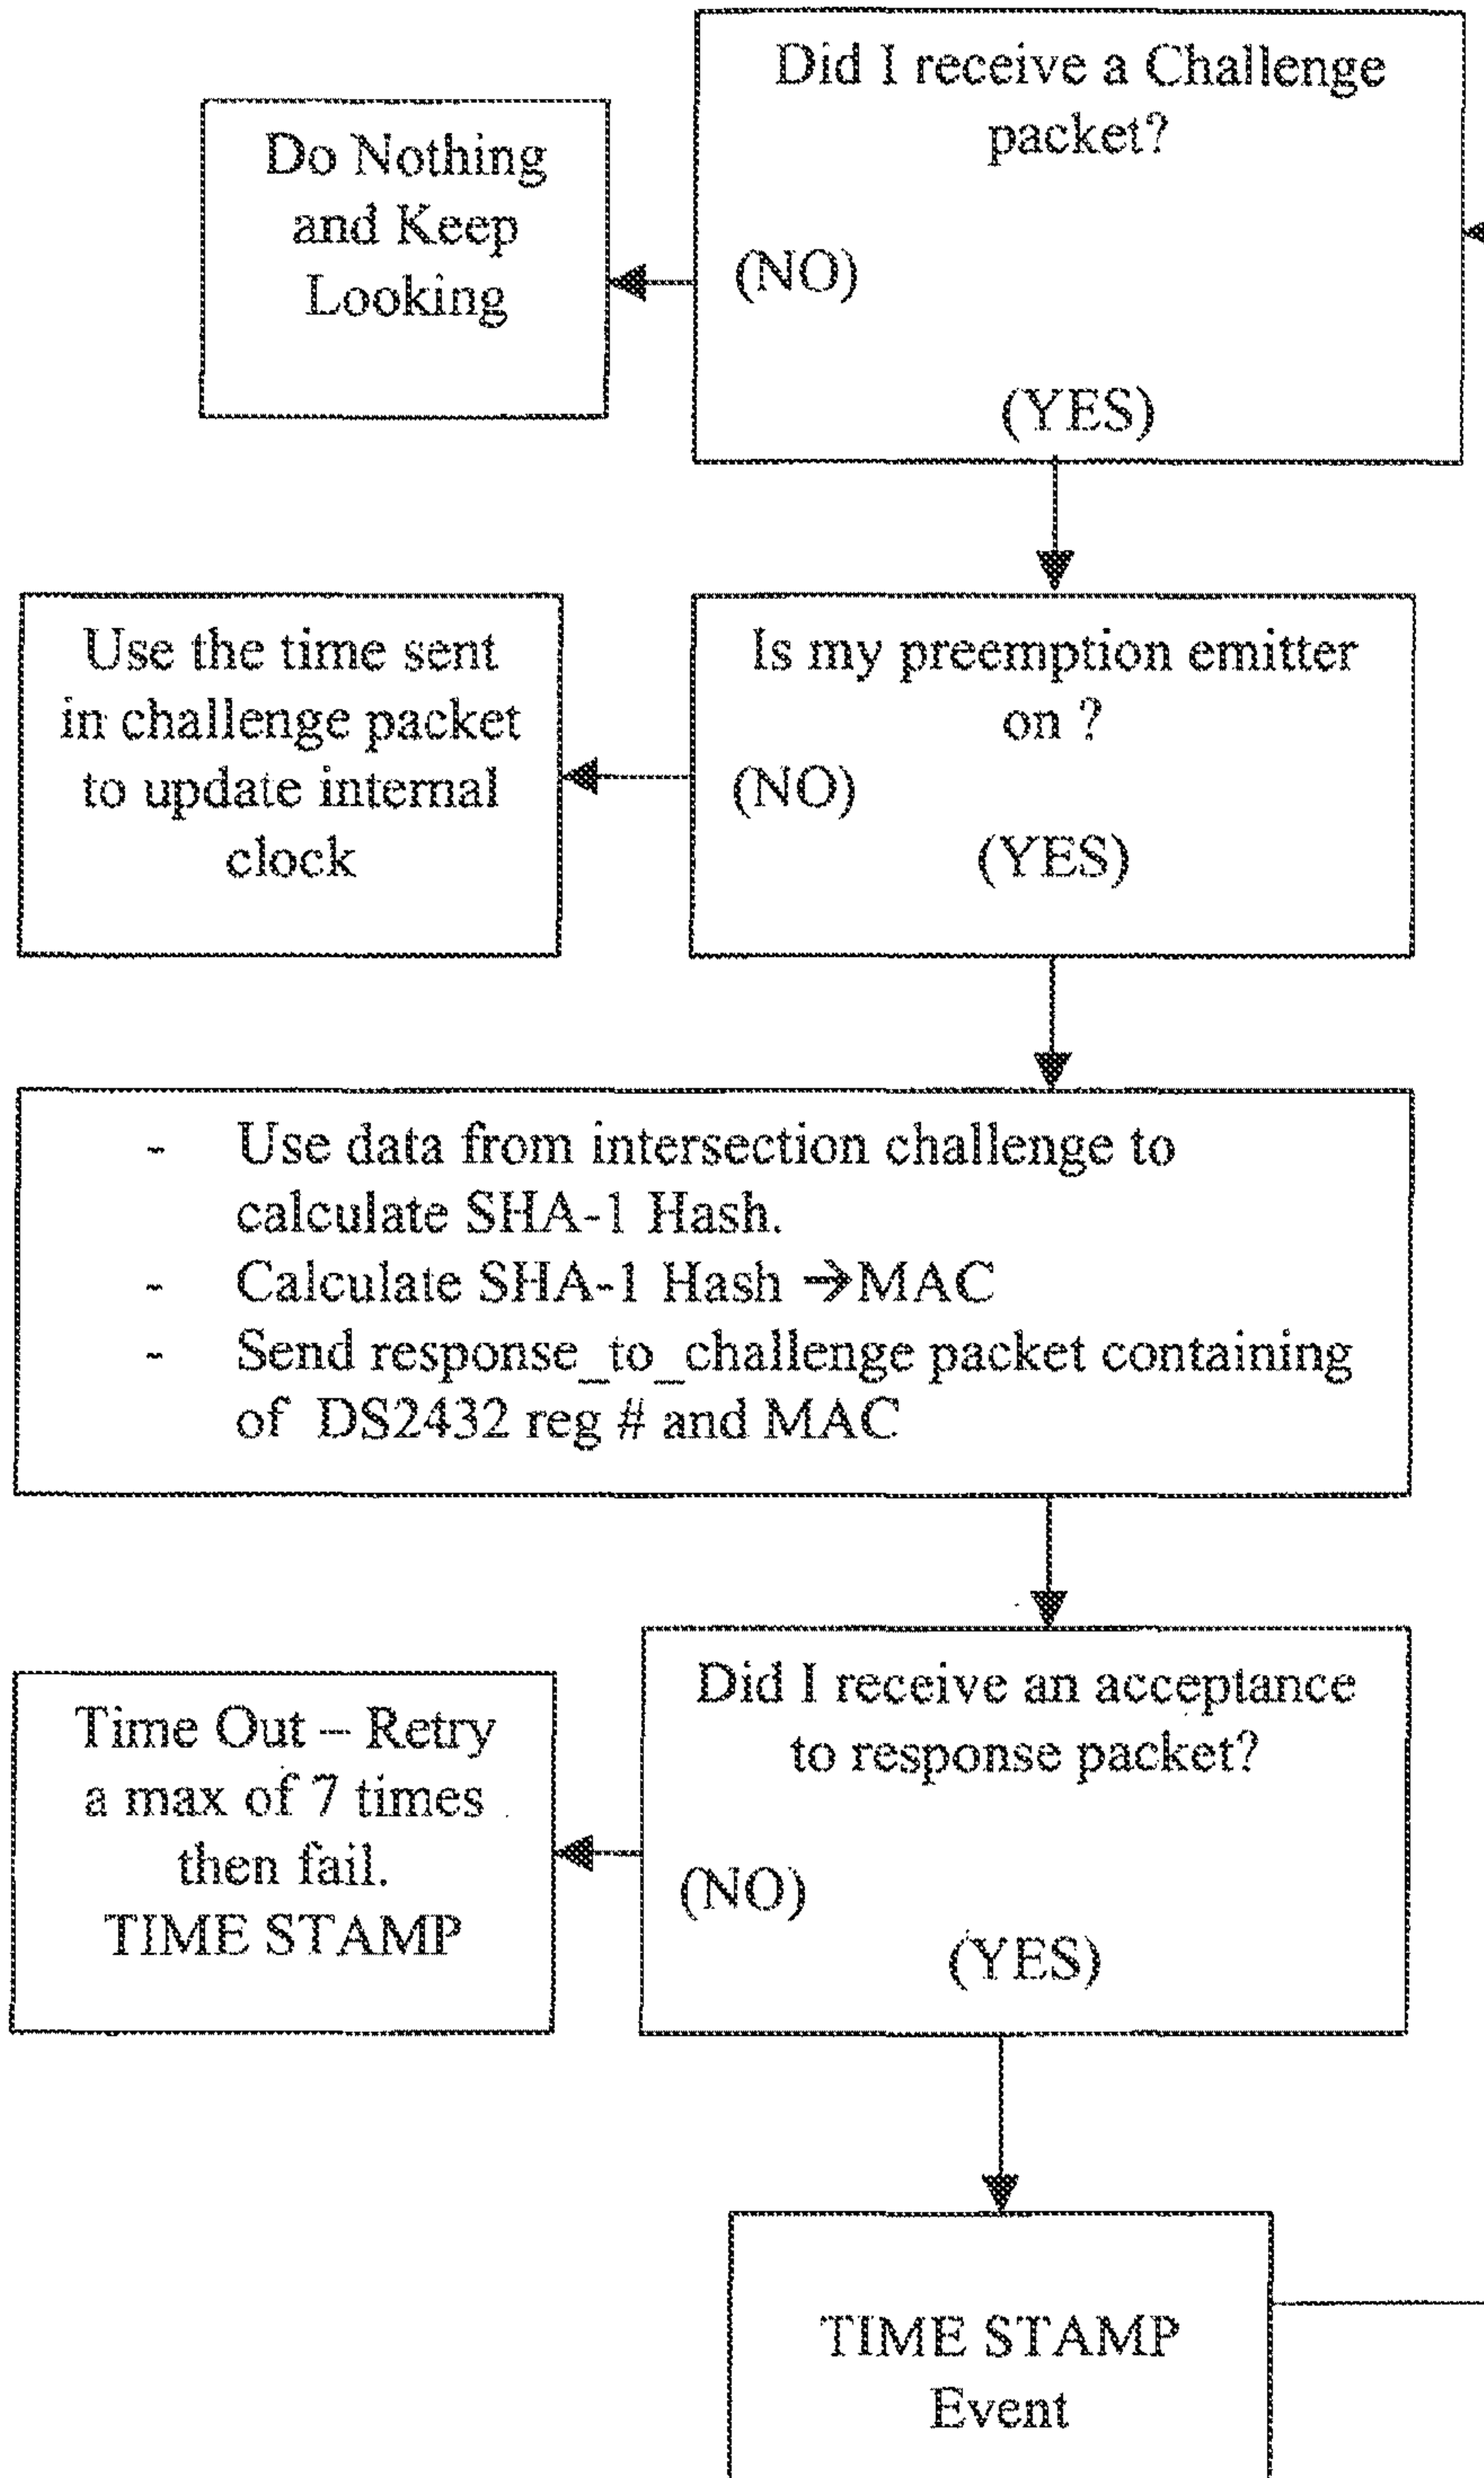 Did I receive a Challenge
packet?
(NO)
(YES)
Do Nothing
and Keep
Looking
Is my preemption emitter
on ?
(NO)
(YES)
Use the time sent
in challenge packet
to update internal
clock
- Use data from intersection challenge to
calculate SHA-1 Hash.
- Calculate SHA-1 Hash →MAC
- Send response_to_challenge packet containing
of DS2432 reg # and MAC
Did I receive an acceptance
to response packet?
(NO)
(YES)
Time Out – Retry
a max of 7 times
then fail.
TIME STAMP
TIME STAMP
Event